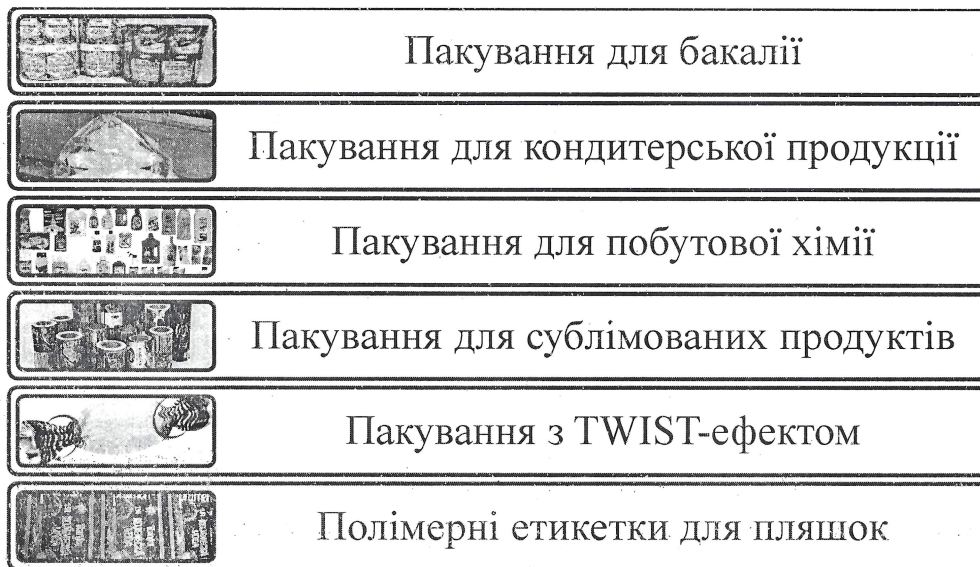 Пакування для бакалії
Пакування для кондитерської продукції
Пакування для побутової хімії
Пакування для сублімованих продуктів
Пакування з TWIST-ефектом
Полімерні етикетки для пляшок